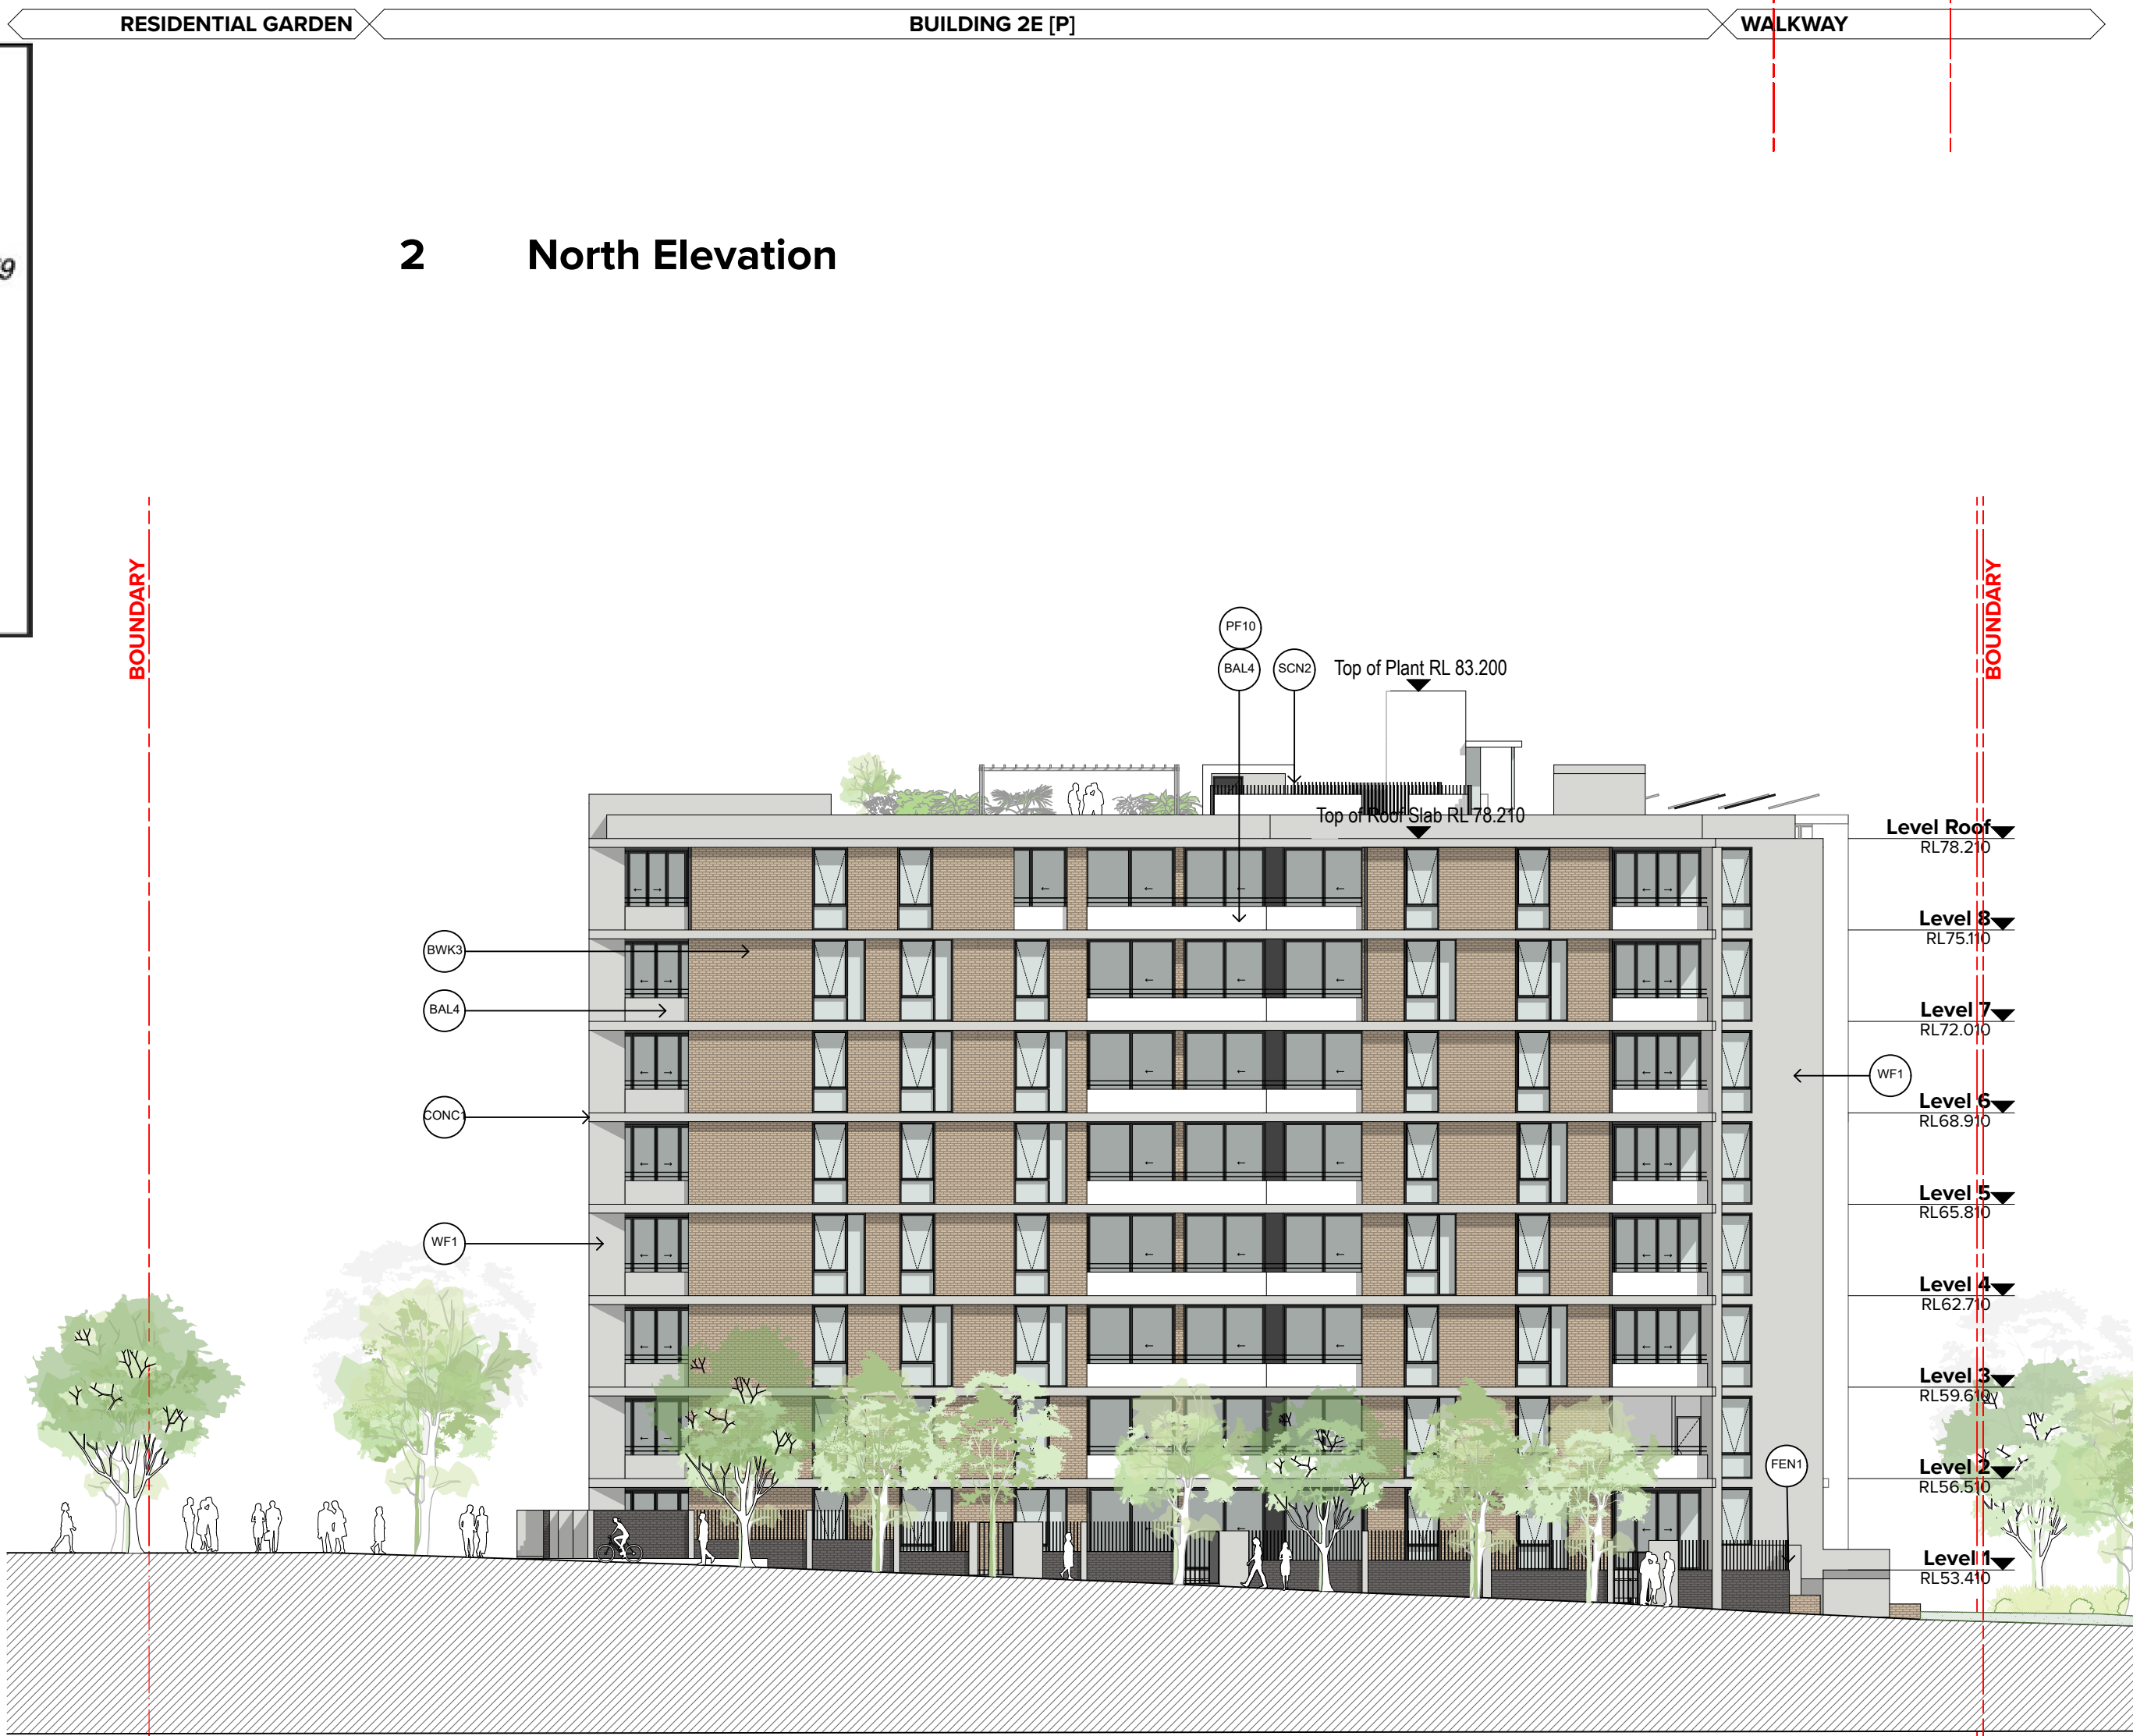 RESIDENTIAL GARDEN
BUILDING 2E [P]
WALKWAY
9
2 North Elevation
BOUNDARY
BOUNDARY
PF10
BAL4
SCN2
Top of Plant RL 83.200
Top of Roof Slab RL 78.210
Level Roof
RL78.210
Level 8
RL75.110
BWK3
BAL4
Level 7
RL72.010
WF1
CONC1
Level 6
RL68.910
Level 5
RL65.810
WF1
Level 4
RL62.710
Level 3
RL59.610
FEN1
Level 2
RL56.510
Level 1
RL53.410